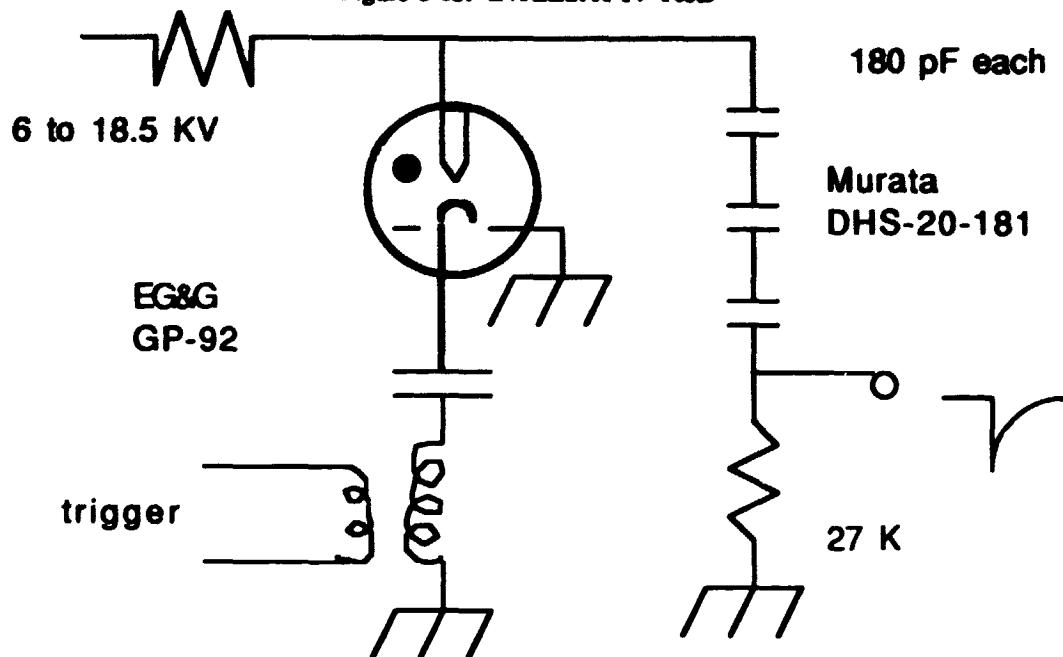 180 pF each
6 to 18.5 KV
Murata
DHS-20-181
EG&G
GP-92
trigger
27 K